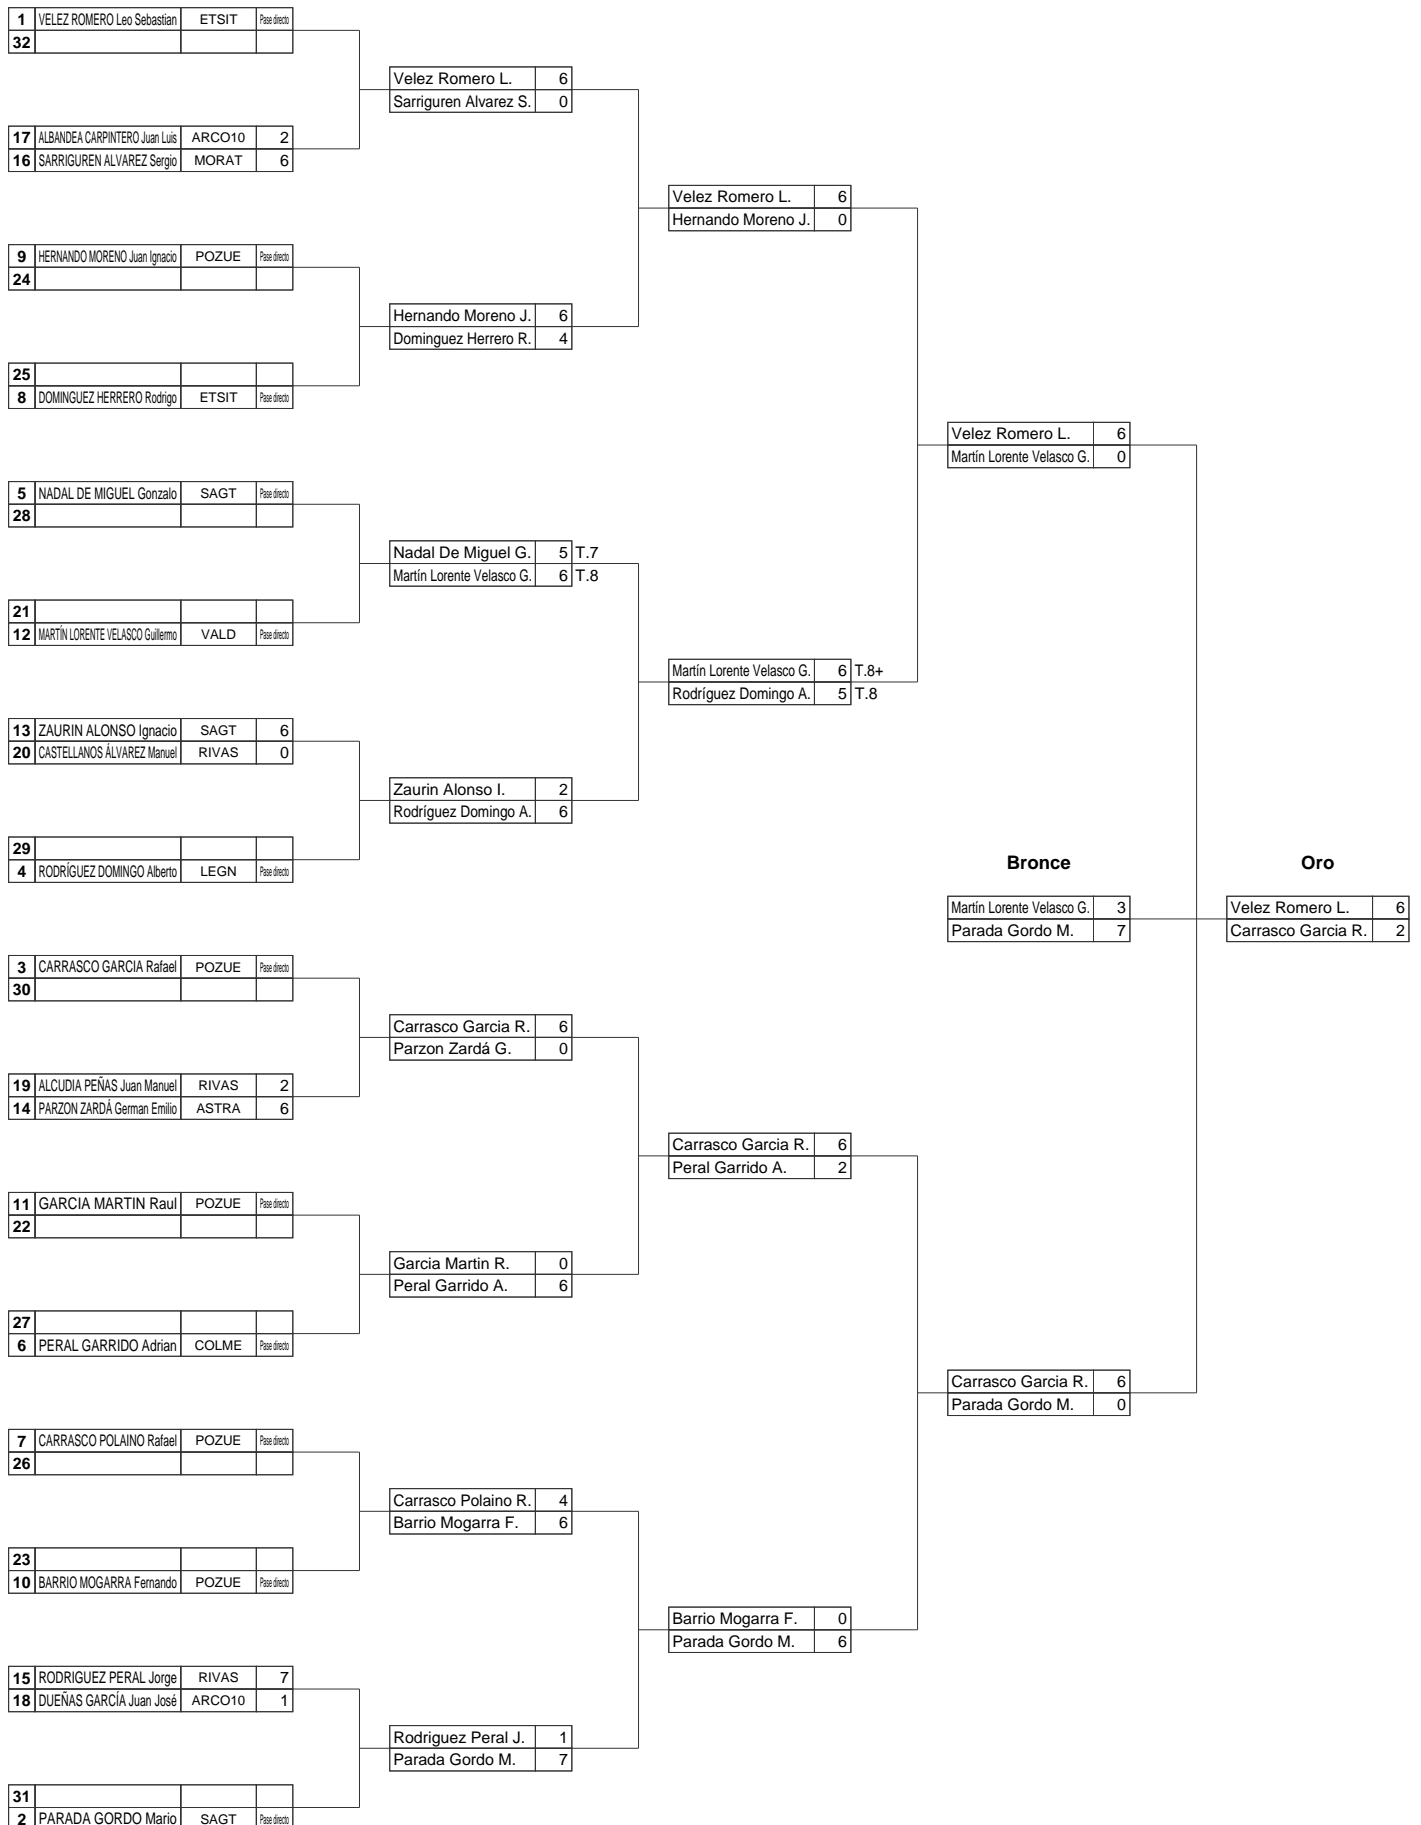 1 VELEZ ROMERO Leo Sebastian ETSIT Pase directo
32
Velez Romero L. 6
Sarriguren Alvarez S. 0
17 ALBANDEA CARPINTERO Juan Luis ARCO10 2
16 SARRIGUREN ALVAREZ Sergio MORAT 6
Velez Romero L. 6
Hernando Moreno J. 0
9 HERNANDO MORENO Juan Ignacio POZUE Pase directo
24
Hernando Moreno J. 6
Dominguez Herrero R. 4
25
8 DOMINGUEZ HERRERO Rodrigo ETSIT Pase directo
Velez Romero L. 6
Martín Lorente Velasco G. 0
5 NADAL DE MIGUEL Gonzalo SAGT Pase directo
28
Nadal De Miguel G. 5 T.7
Martín Lorente Velasco G. 6 T.8
21
12 MARTÍN LORENTE VELASCO Guillermo VALD Pase directo
Martín Lorente Velasco G. 6 T.8+
Rodríguez Domingo A. 5 T.8
13 ZAURIN ALONSO Ignacio SAGT 6
20 CASTELLANOS ÁLVAREZ Manuel RIVAS 0
Zaurin Alonso I. 2
Rodríguez Domingo A. 6
29
4 RODRÍGUEZ DOMINGO Alberto LEGN Pase directo
Bronce Oro
Martín Lorente Velasco G. 3 Velez Romero L. 6
Parada Gordo M. 7 Carrasco Garcia R. 2
3 CARRASCO GARCIA Rafael POZUE Pase directo
30
Carrasco Garcia R. 6
Parzon Zardá G. 0
19 ALCUDIA PEÑAS Juan Manuel RIVAS 2
14 PARZON ZARDÁ German Emilio ASTRA 6
Carrasco Garcia R. 6
Peral Garrido A. 2
11 GARCIA MARTIN Raul POZUE Pase directo
22
Garcia Martin R. 0
Peral Garrido A. 6
27
6 PERAL GARRIDO Adrian COLME Pase directo
Carrasco Garcia R. 6
Parada Gordo M. 0
7 CARRASCO POLAINO Rafael POZUE Pase directo
26
Carrasco Polaino R. 4
Barrio Mogarra F. 6
23
10 BARRIO MOGARRA Fernando POZUE Pase directo
Barrio Mogarra F. 0
Parada Gordo M. 6
15 RODRIGUEZ PERAL Jorge RIVAS 7
18 DUEÑAS GARCÍA Juan José ARCO10 1
Rodriguez Peral J. 1
Parada Gordo M. 7
31
2 PARADA GORDO Mario SAGT Pase directo